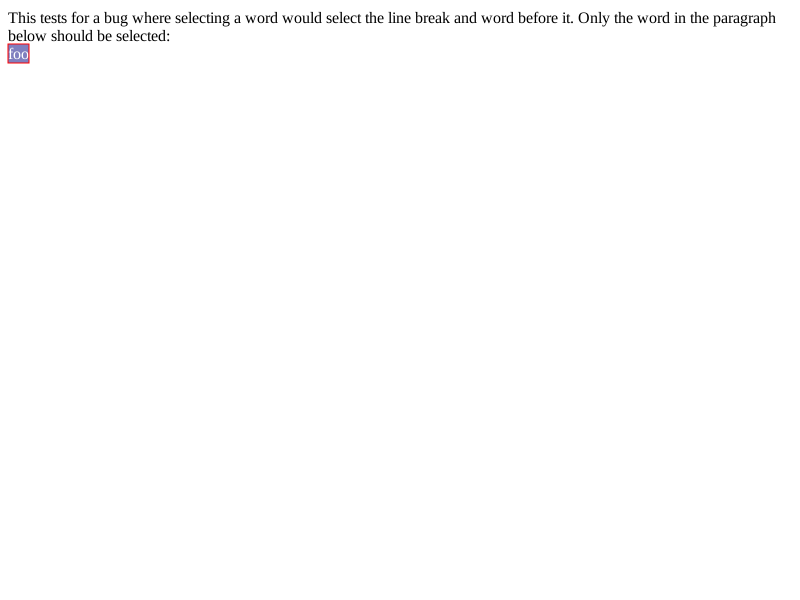 This tests for a bug where selecting a word would select the line break and word before it. Only the word in the paragraph
below should be selected:
foo